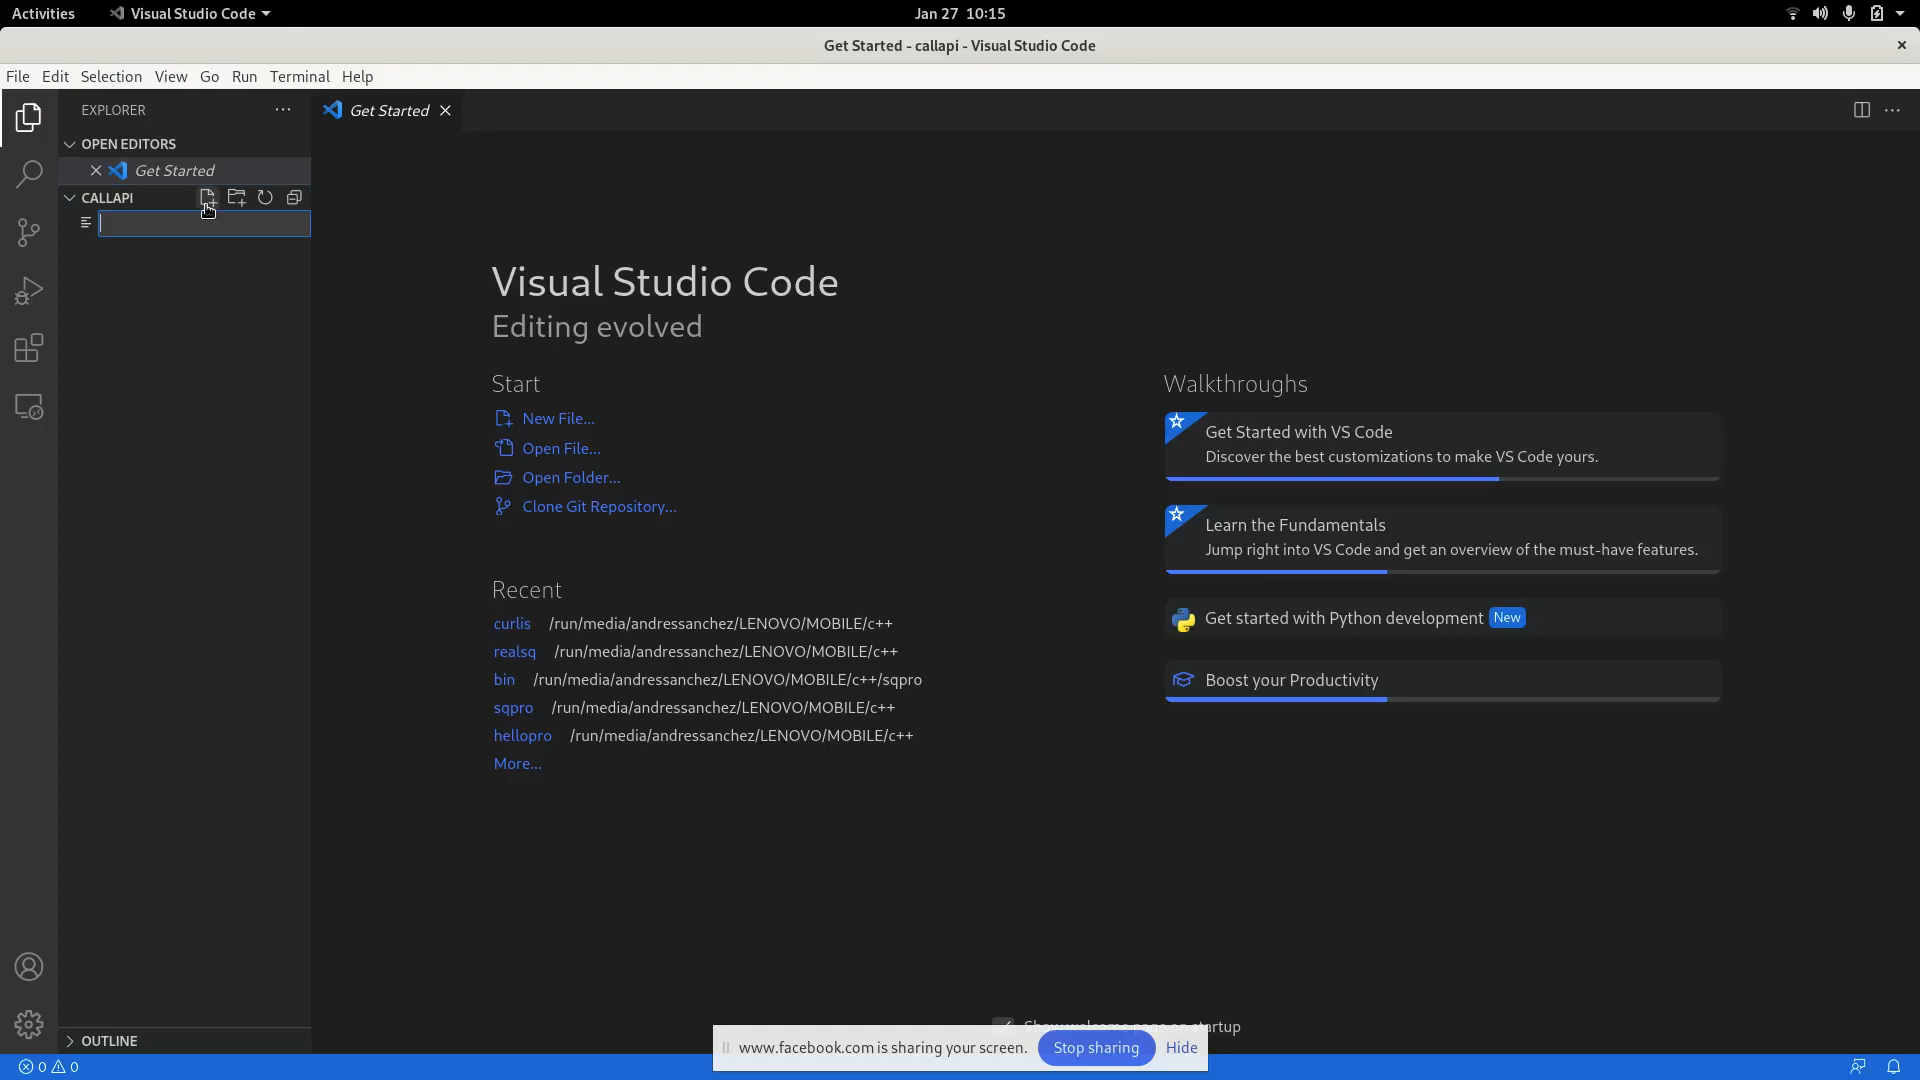 Activities
Visual Studio Code
Jan 27 10:15
Get Started - callapi - Visual Studio Code
File Edit Selection View Go Run Terminal Help
EXPLORER
Get Started
OPEN EDITORS
Get Started
CALLAPI
Visual Studio Code
Editing evolved
Start
New File...
Open File...
Open Folder...
Clone Git Repository...
Recent
curlis /run/media/andressanchez/LENOVO/MOBILE/c++
realsq /run/media/andressanchez/LENOVO/MOBILE/c++
bin /run/media/andressanchez/LENOVO/MOBILE/c++/sqpro
sqpro /run/media/andressanchez/LENOVO/MOBILE/c++
hellopro /run/media/andressanchez/LENOVO/MOBILE/c++
More...
Walkthroughs
Get Started with VS Code
Discover the best customizations to make VS Code yours.
Learn the Fundamentals
Jump right into VS Code and get an overview of the must-have features.
Get started with Python development New
Boost your Productivity
Show welcome page on startup
OUTLINE
www.facebook.com is sharing your screen. Stop sharing Hide
0 0